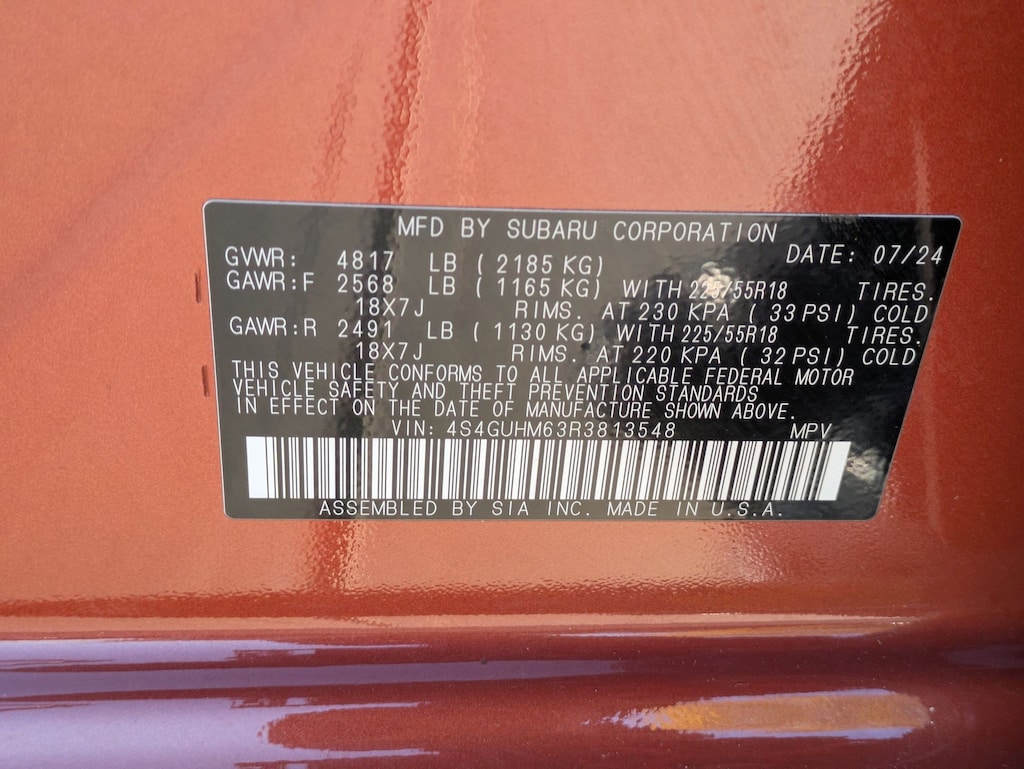 MFD BY SUBARU CORPORATION
DATE: 07/24
GVWR: 4817 LB ( 2185 KG)
GAWR:F 2568 LB ( 1165 KG) WITH 225/55R18 TIRES.
18X7J RIMS. AT 230 KPA ( 33 PSI) COLD
GAWR:R 2491 LB ( 1130 KG) WITH 225/55R18 TIRES.
18X7J RIMS. AT 220 KPA ( 32 PSI) COLD
THIS VEHICLE CONFORMS TO ALL APPLICABLE FEDERAL MOTOR
VEHICLE SAFETY AND THEFT PREVENTION STANDARDS
IN EFFECT ON THE DATE OF MANUFACTURE SHOWN ABOVE.
VIN: 4S4GUHM63R3813548 MPV
ASSEMBLED BY SIA INC. MADE IN U.S.A.